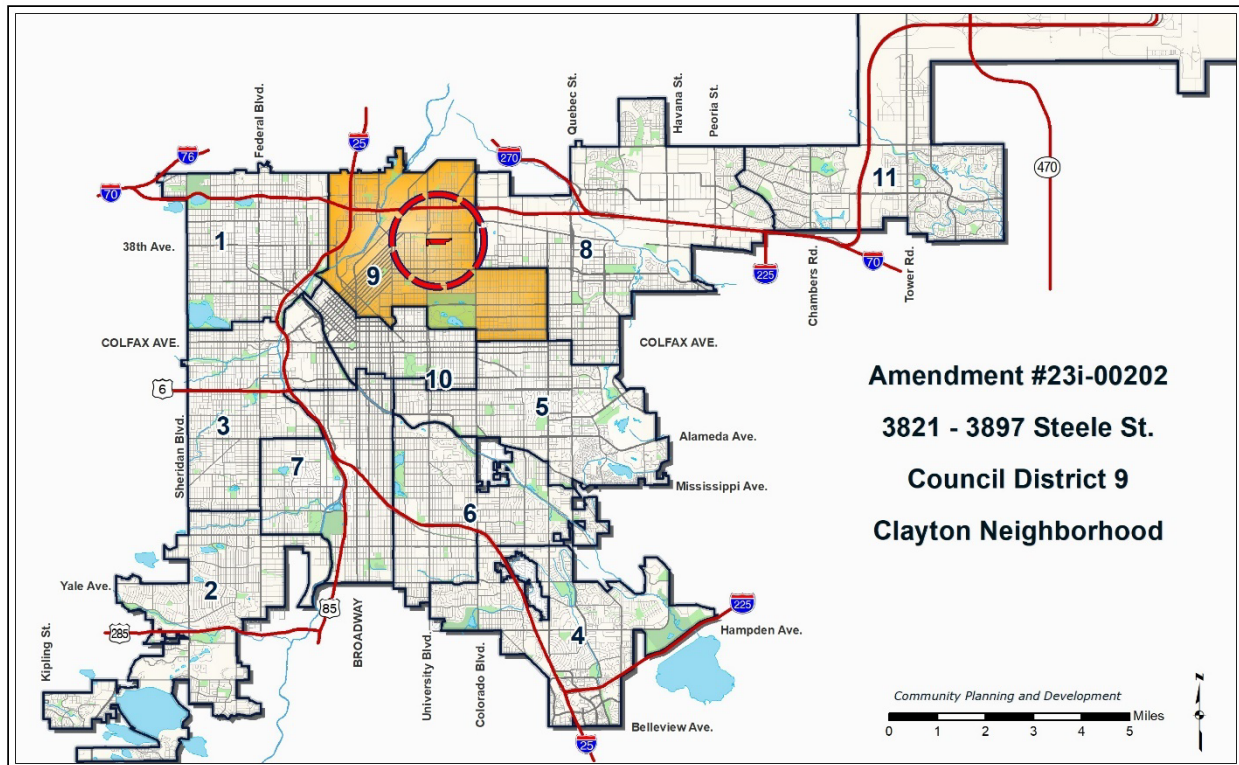 Federal Blvd.
Quebec St.
Havana St.
Peoria St.
25
76
270
70
11
470
38th Ave.
1
8
9
225
70
Chambers Rd.
Tower Rd.
COLFAX AVE.
COLFAX AVE.
6
10
5
3
Sheridan Blvd.
Alameda Ave.
7
Mississippi Ave.
6
Amendment #23i-00202
3821 - 3897 Steele St.
Council District 9
Clayton Neighborhood
Yale Ave.
2
85
BROADWAY
225
285
4
Hampden Ave.
Kipling St.
University Blvd.
Colorado Blvd.
Belleview Ave.
25
Community Planning and Development
Miles
0 1 2 3 4 5
N